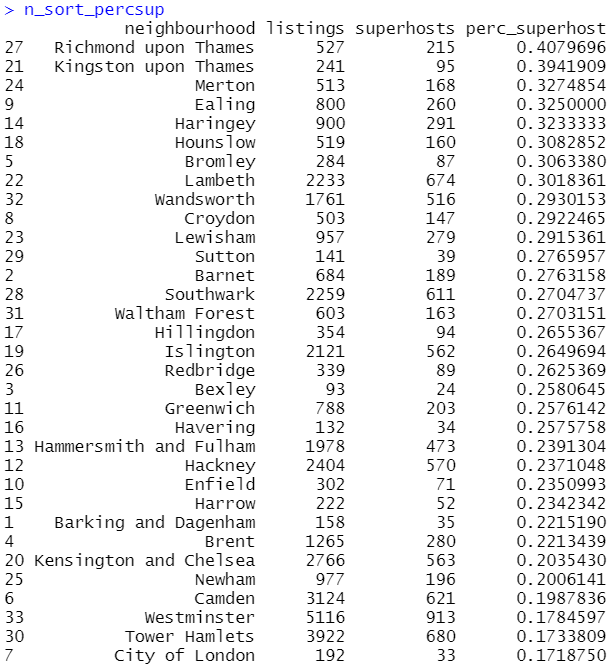 > n_sort_percsup
neighbourhood listings superhosts perc_superhost
27 Richmond upon Thames 527 215 0.4079696
21 Kingston upon Thames 241 95 0.3941909
24 Merton 513 168 0.3274854
9 Ealing 800 260 0.3250000
14 Haringey 900 291 0.3233333
18 Hounslow 519 160 0.3082852
5 Bromley 284 87 0.3063380
22 Lambeth 2233 674 0.3018361
32 Wandsworth 1761 516 0.2930153
8 Croydon 503 147 0.2922465
23 Lewisham 957 279 0.2915361
29 Sutton 141 39 0.2765957
2 Barnet 684 189 0.2763158
28 Southwark 2259 611 0.2704737
31 Waltham Forest 603 163 0.2703151
17 Hillingdon 354 94 0.2655367
19 Islington 2121 562 0.2649694
26 Redbridge 339 89 0.2625369
3 Bexley 93 24 0.2580645
11 Greenwich 788 203 0.2576142
16 Havering 132 34 0.2575758
13 Hammersmith and Fulham 1978 473 0.2391304
12 Hackney 2404 570 0.2371048
10 Enfield 302 71 0.2350993
15 Harrow 222 52 0.2342342
1 Barking and Dagenham 158 35 0.2215190
4 Brent 1265 280 0.2213439
20 Kensington and Chelsea 2766 563 0.2035430
25 Newham 977 196 0.2006141
6 Camden 3124 621 0.1987836
33 Westminster 5116 913 0.1784597
30 Tower Hamlets 3922 680 0.1733809
7 City of London 192 33 0.1718750